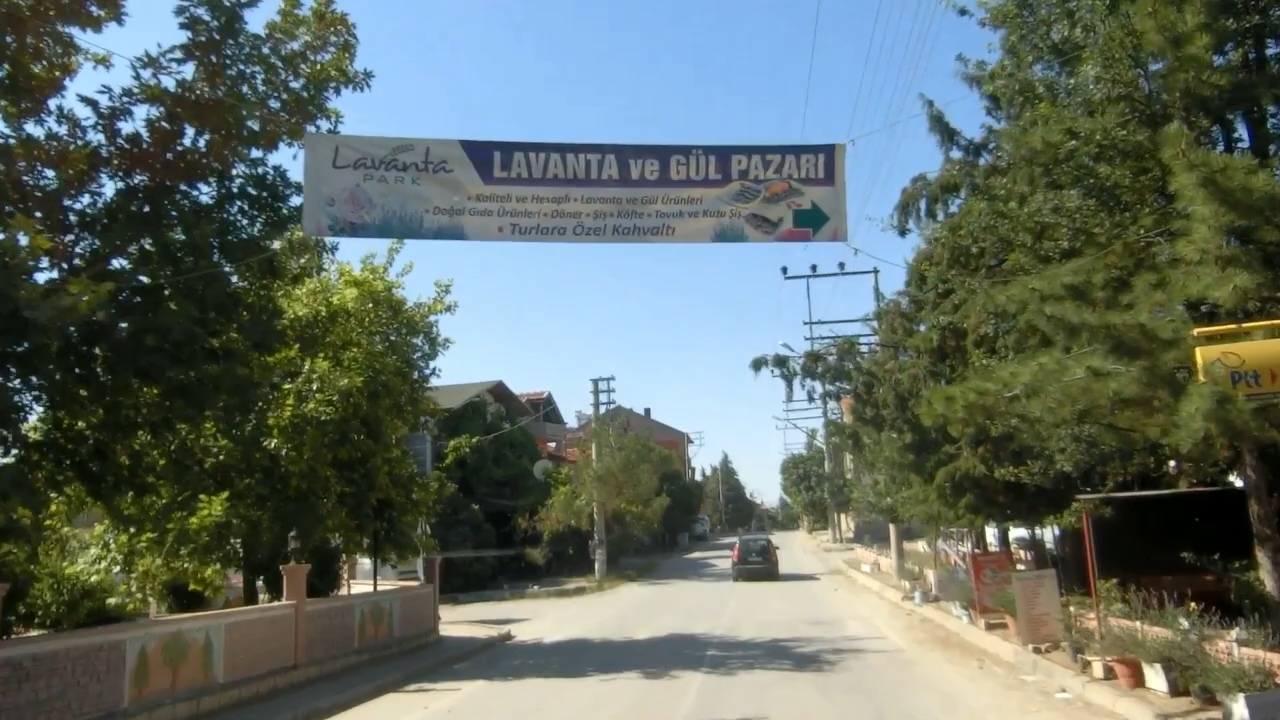 Lavanta
PARK
LAVANTA ve GÜL PAZARI
• Kaliteli ve Hesaplı • Lavanta ve Gül Ürünleri
• Doğal Gıda Ürünleri • Döner • Şiş • Köfte • Tavuk ve Kuzu Şiş
Turlara Özel Kahvaltı
Ptt